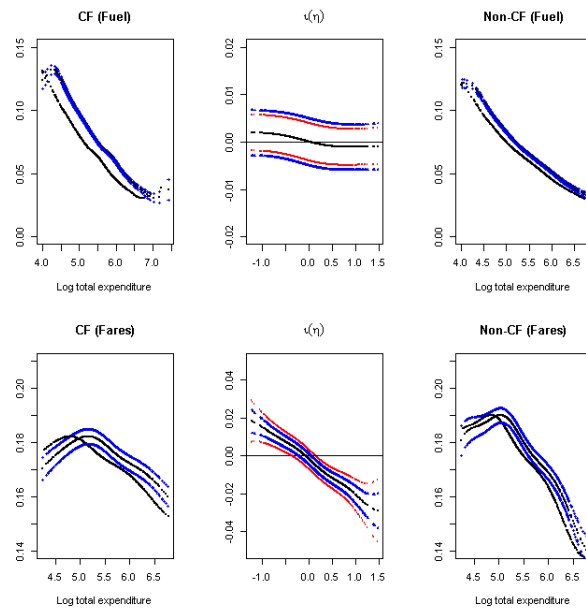 CF (Fuel)
ι(η)
Non-CF (Fuel)
0.15
0.10
0.05
0.00
4.0 5.0 6.0 7.0
Log total expenditure
0.02
0.01
0.00
-0.01
-0.02
-1.0 0.0 0.5 1.0 1.5
0.15
0.10
0.05
0.00
4.0 4.5 5.0 5.5 6.0 6.5
Log total expenditure
CF (Fares)
ι(η)
Non-CF (Fares)
0.20
0.18
0.16
0.14
4.5 5.0 5.5 6.0 6.5
Log total expenditure
0.04
0.02
0.00
-0.02
-0.04
-1.0 0.0 0.5 1.0 1.5
0.20
0.18
0.16
0.14
4.5 5.0 5.5 6.0 6.5
Log total expenditure